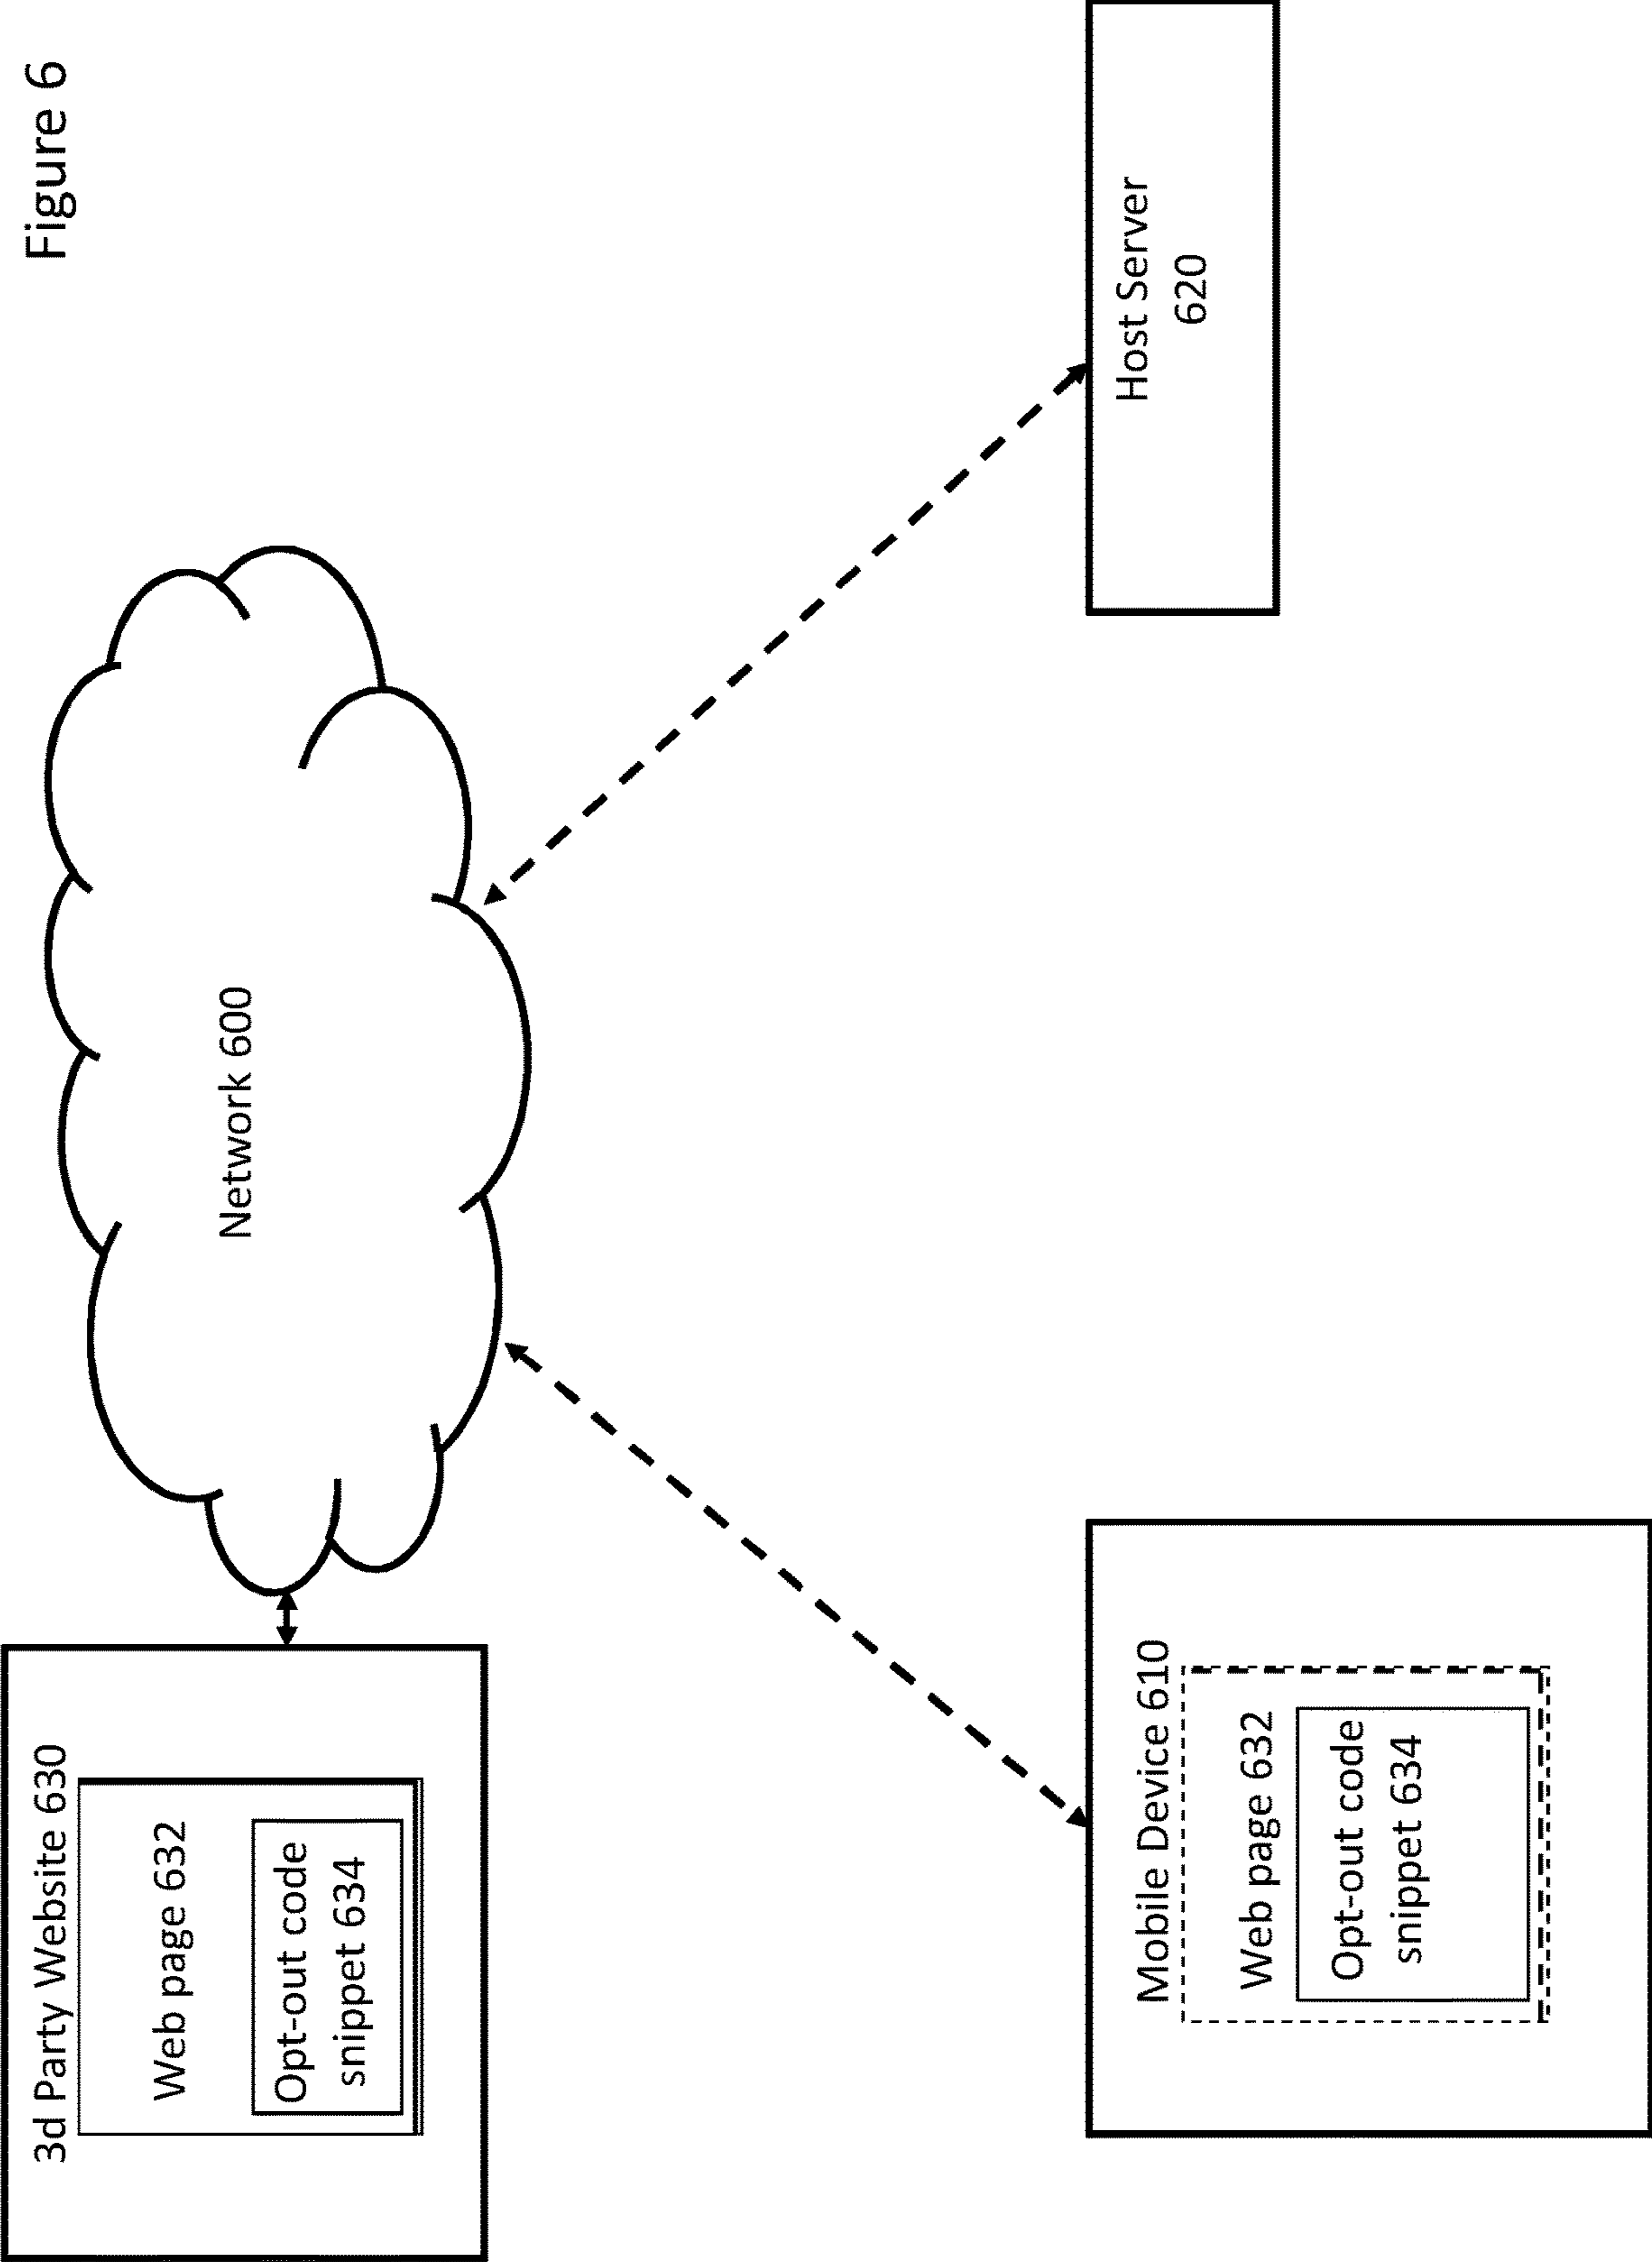 Figure 6
3d Party Website 630
Web page 632
Opt-out code
snippet 634
Network 600
Mobile Device 610
Web page 632
Opt-out code
snippet 634
Host Server
620